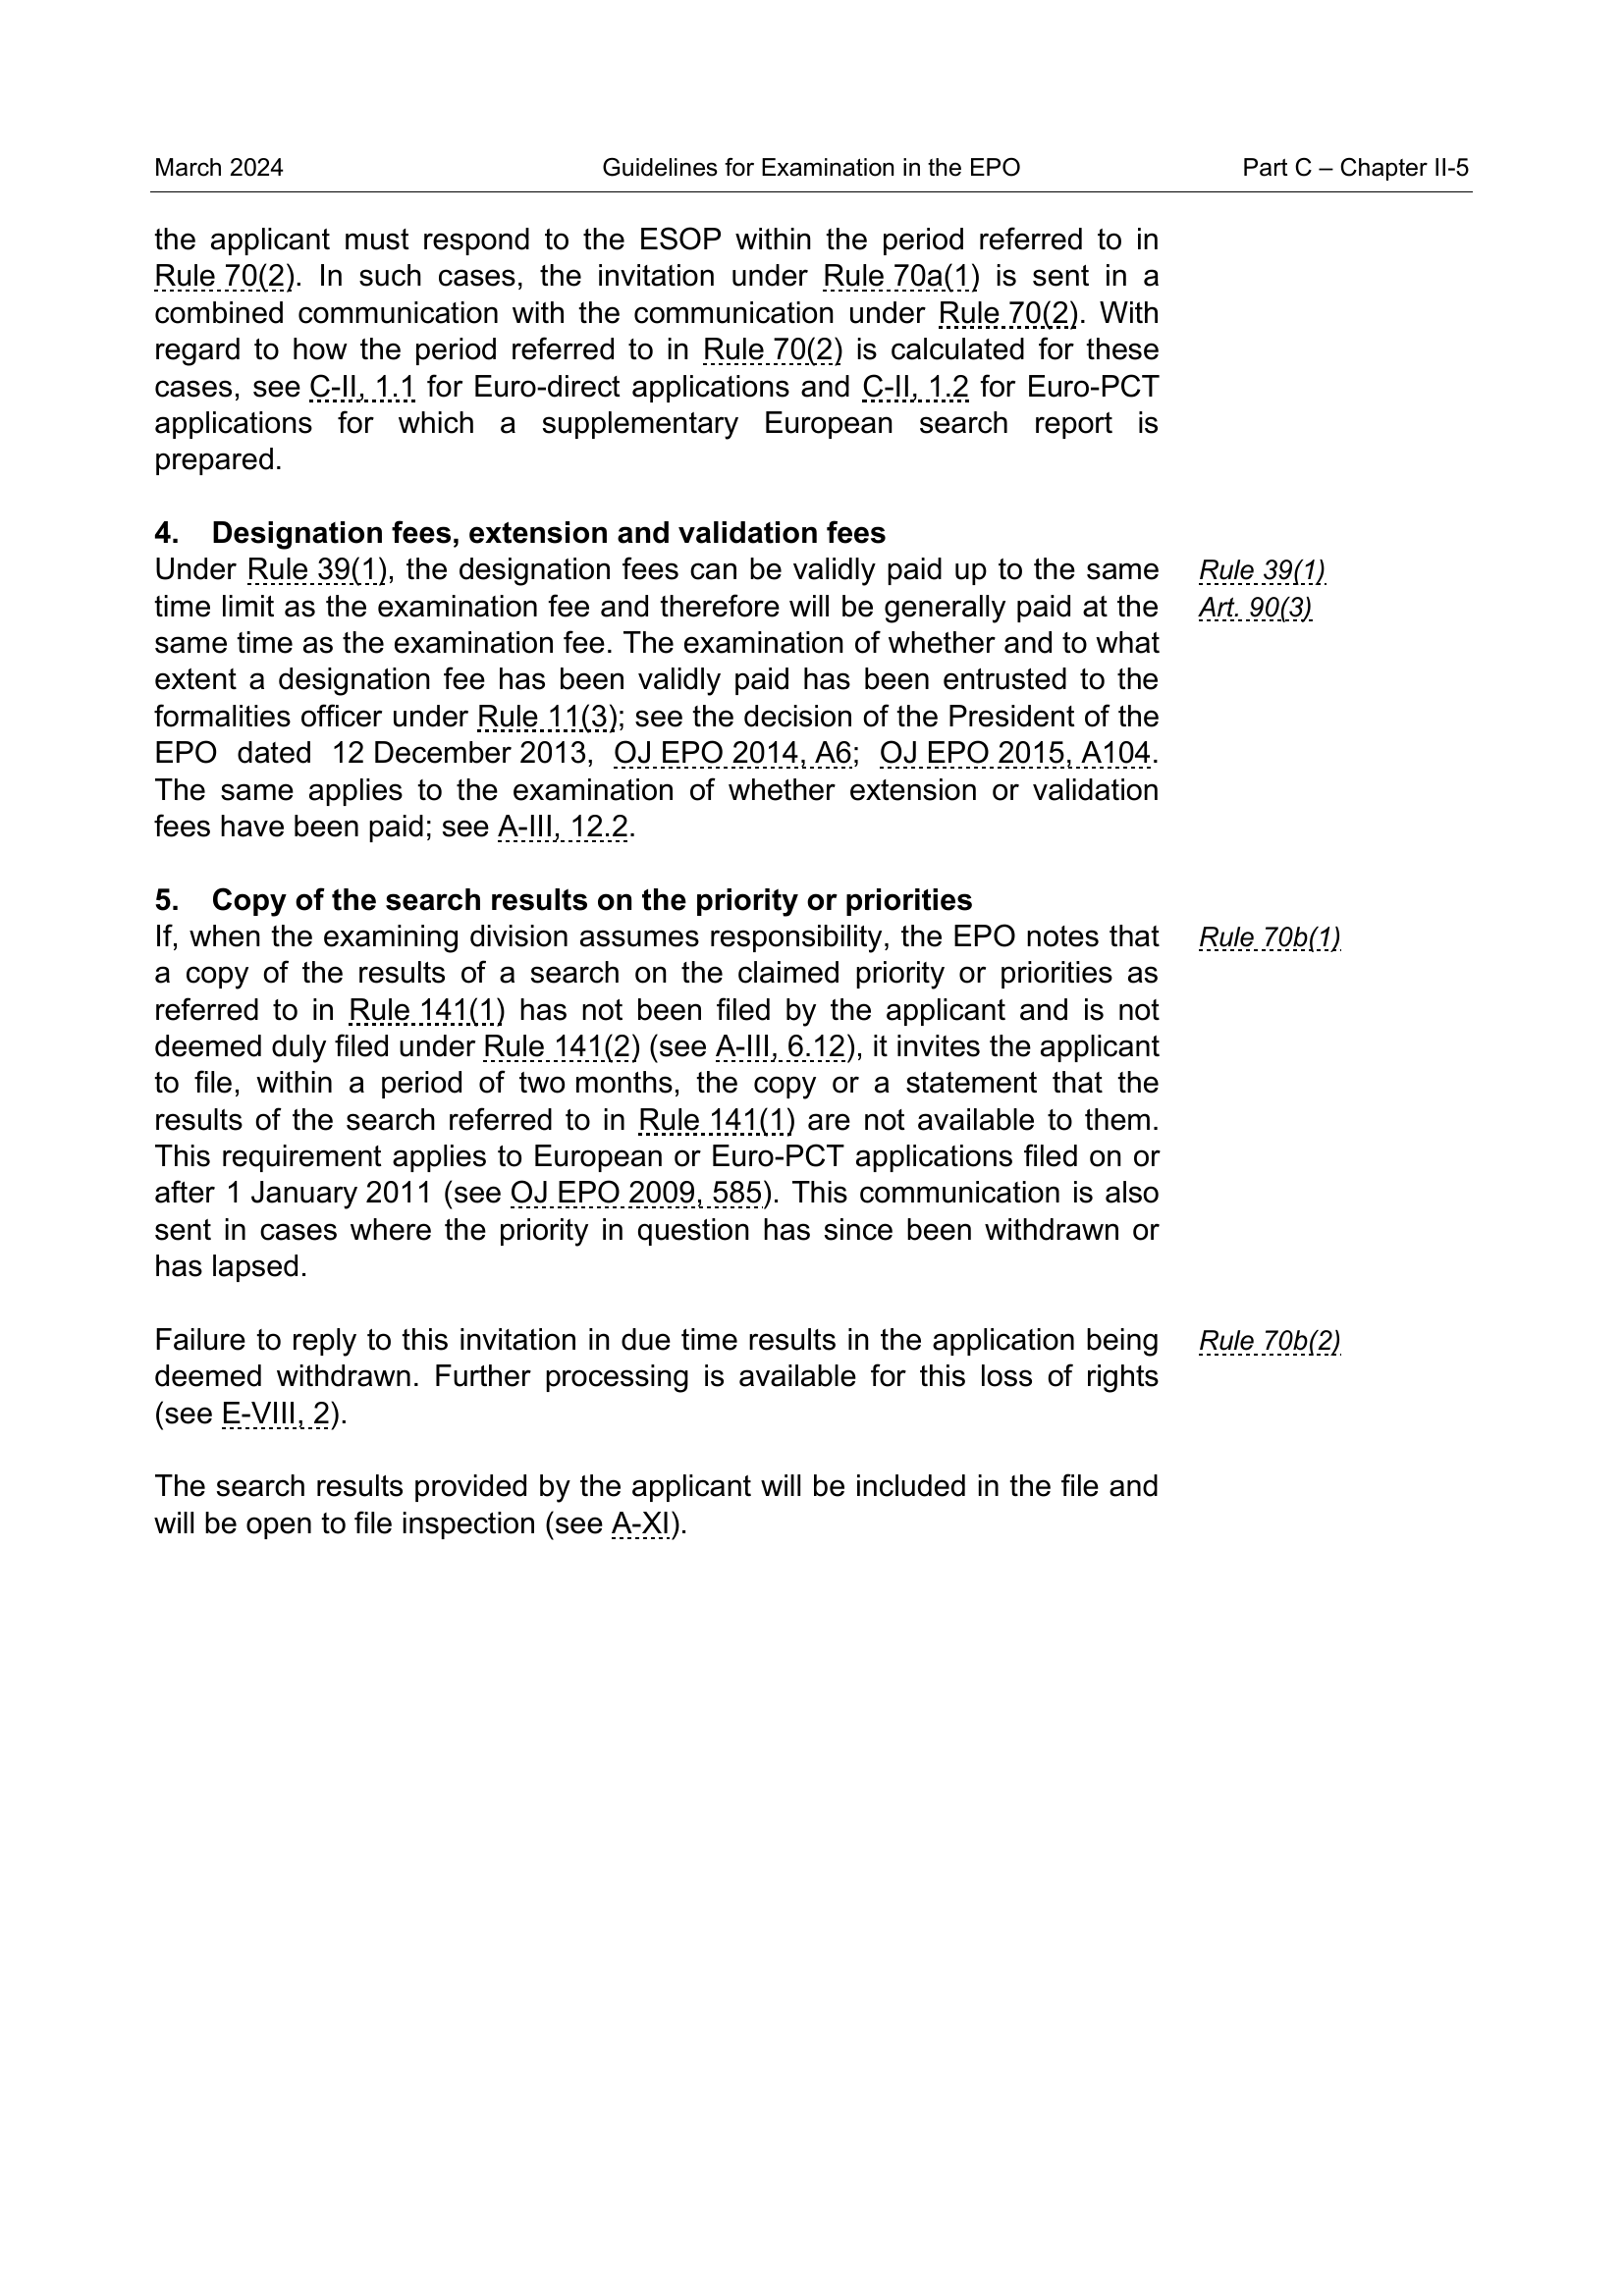 March 2024 Guidelines for Examination in the EPO Part C – Chapter II-5
the applicant must respond to the ESOP within the period referred to in
Rule 70(2). In such cases, the invitation under Rule 70a(1) is sent in a
combined communication with the communication under Rule 70(2). With
regard to how the period referred to in Rule 70(2) is calculated for these
cases, see C-II, 1.1 for Euro-direct applications and C-II, 1.2 for Euro-PCT
applications for which a supplementary European search report is
prepared.
4. Designation fees, extension and validation fees
Under Rule 39(1), the designation fees can be validly paid up to the same
Rule 39(1)
time limit as the examination fee and therefore will be generally paid at the
Art. 90(3)
same time as the examination fee. The examination of whether and to what
extent a designation fee has been validly paid has been entrusted to the
formalities officer under Rule 11(3); see the decision of the President of the
EPO dated 12 December 2013, OJ EPO 2014, A6; OJ EPO 2015, A104.
The same applies to the examination of whether extension or validation
fees have been paid; see A-III, 12.2.
5. Copy of the search results on the priority or priorities
If, when the examining division assumes responsibility, the EPO notes that
Rule 70b(1)
a copy of the results of a search on the claimed priority or priorities as
referred to in Rule 141(1) has not been filed by the applicant and is not
deemed duly filed under Rule 141(2) (see A-III, 6.12), it invites the applicant
to file, within a period of two months, the copy or a statement that the
results of the search referred to in Rule 141(1) are not available to them.
This requirement applies to European or Euro-PCT applications filed on or
after 1 January 2011 (see OJ EPO 2009, 585). This communication is also
sent in cases where the priority in question has since been withdrawn or
has lapsed.
Failure to reply to this invitation in due time results in the application being
Rule 70b(2)
deemed withdrawn. Further processing is available for this loss of rights
(see E-VIII, 2).
The search results provided by the applicant will be included in the file and
will be open to file inspection (see A-XI).